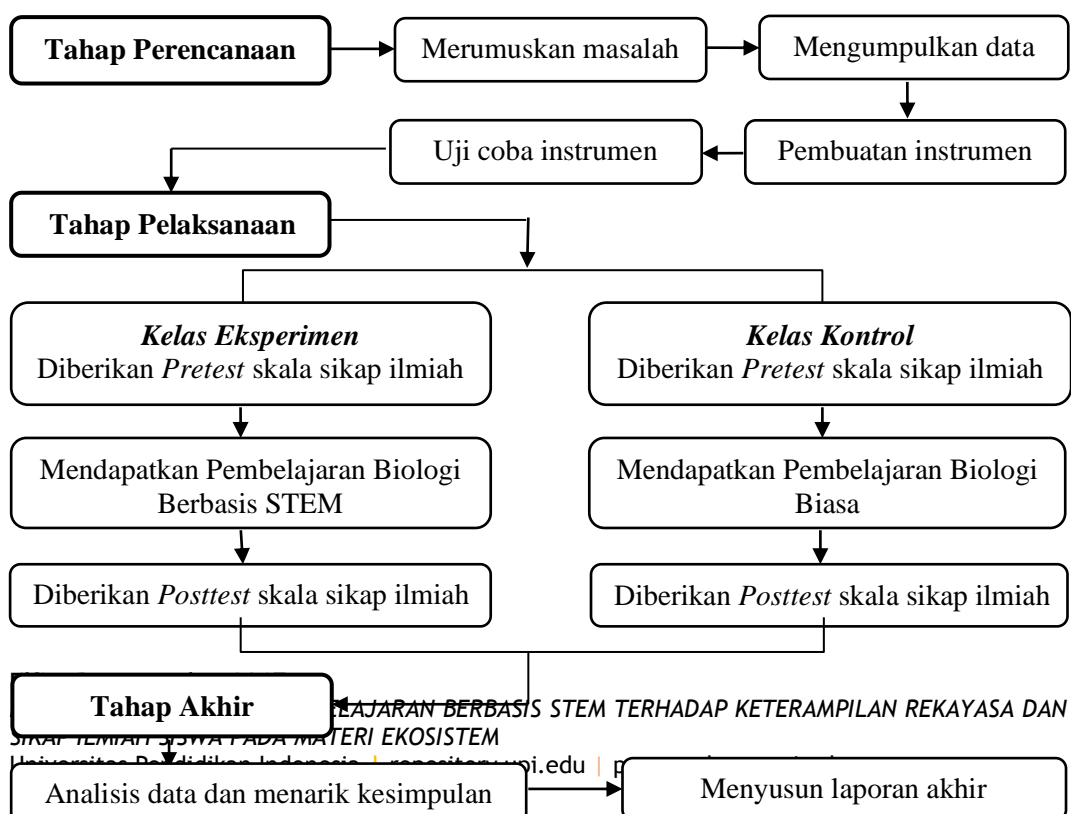 Tahap Perencanaan
Merumuskan masalah
Mengumpulkan data
Uji coba instrumen
Pembuatan instrumen
Tahap Pelaksanaan
Kelas Eksperimen
Diberikan Pretest skala sikap ilmiah
Kelas Kontrol
Diberikan Pretest skala sikap ilmiah
Mendapatkan Pembelajaran Biologi
Berbasis STEM
Mendapatkan Pembelajaran Biologi
Biasa
Diberikan Posttest skala sikap ilmiah
Diberikan Posttest skala sikap ilmiah
Tahap Akhir
BERBASIS STEM TERHADAP KETERAMPILAN REKAYASA DAN
SIKAP ILMIAH SISWA PADA MATERI EKOSISTEM
Universitas Pendidikan Indonesia | repository.upi.edu |
Analisis data dan menarik kesimpulan
Menyusun laporan akhir